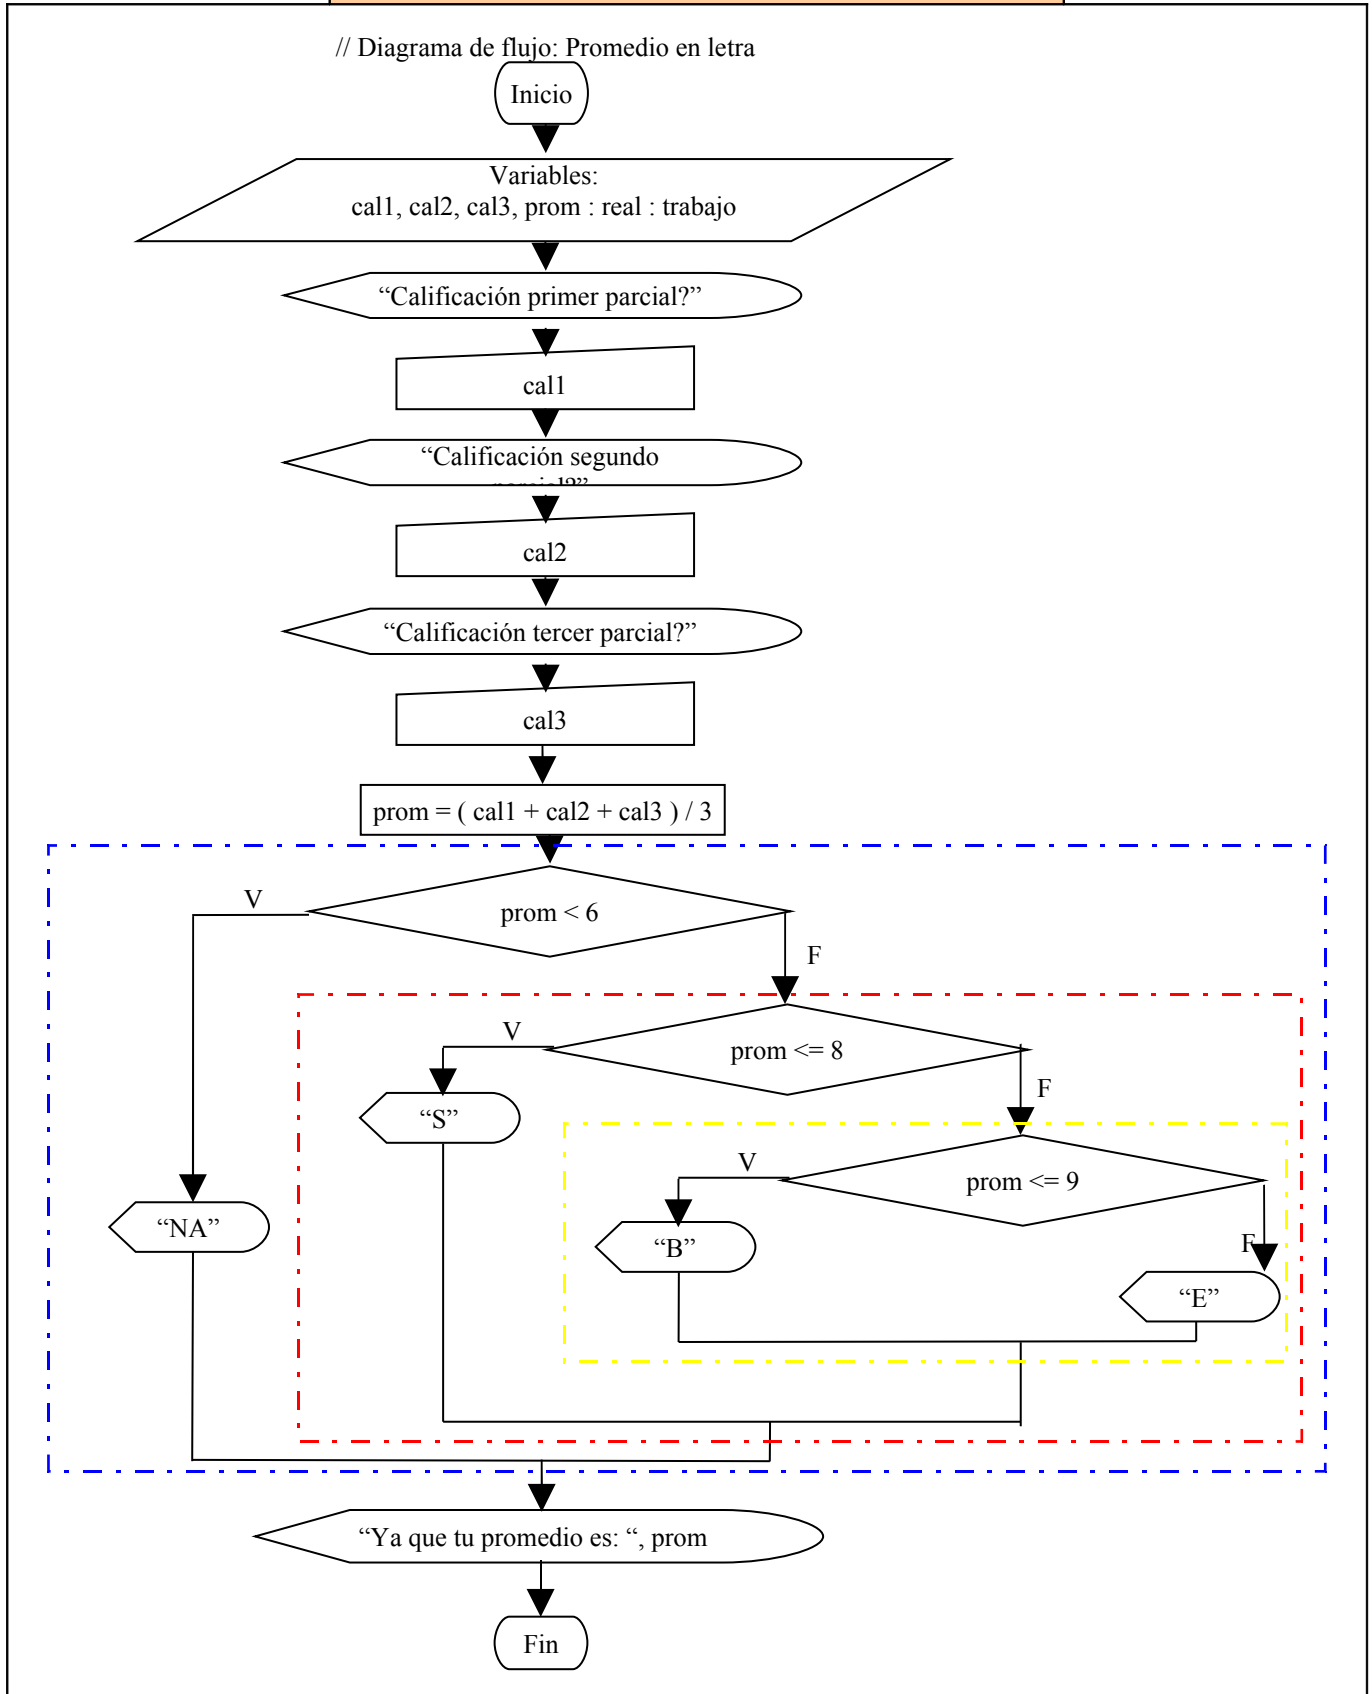 // Diagrama de flujo: Promedio en letra
Inicio
Variables:
cal1, cal2, cal3, prom : real : trabajo
“Calificación primer parcial?”
cal1
“Calificación segundo
parcial?”
cal2
“Calificación tercer parcial?”
cal3
prom = ( cal1 + cal2 + cal3 ) / 3
prom < 6
V
F
prom <= 8
V
F
“S”
prom <= 9
V
F
“NA”
“B”
“E”
“Ya que tu promedio es: “, prom
Fin